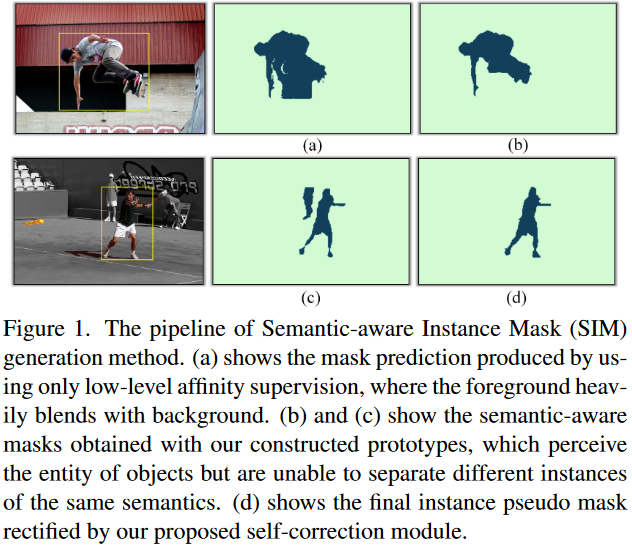 (a)
(b)
(c)
(d)
Figure 1. The pipeline of Semantic-aware Instance Mask (SIM)
generation method. (a) shows the mask prediction produced by us-
ing only low-level affinity supervision, where the foreground heav-
ily blends with background. (b) and (c) show the semantic-aware
masks obtained with our constructed prototypes, which perceive
the entity of objects but are unable to separate different instances
of the same semantics. (d) shows the final instance pseudo mask
rectified by our proposed self-correction module.